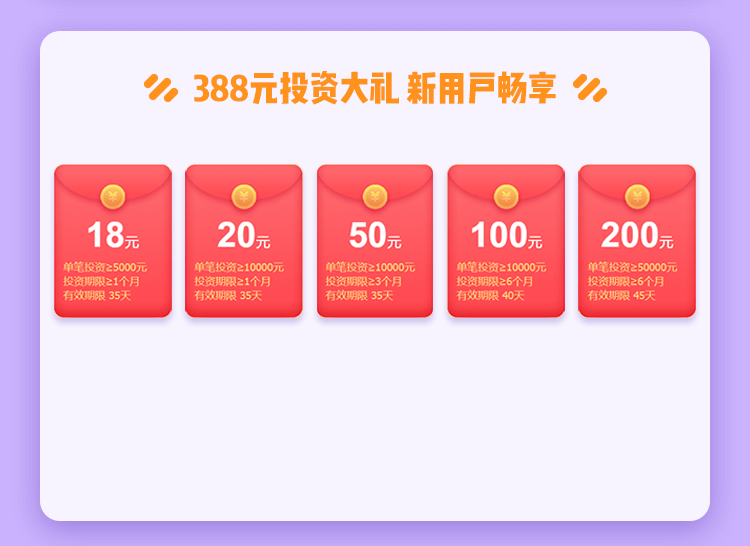 388元投资大礼 新用户畅享
¥
18元
单笔投资≥5000元
投资期限≥1个月
有效期限 35天
¥
20元
单笔投资≥10000元
投资期限≥1个月
有效期限 35天
¥
50元
单笔投资≥10000元
投资期限≥3个月
有效期限 35天
¥
100元
单笔投资≥10000元
投资期限≥6个月
有效期限 40天
¥
200元
单笔投资≥50000元
投资期限≥6个月
有效期限 45天